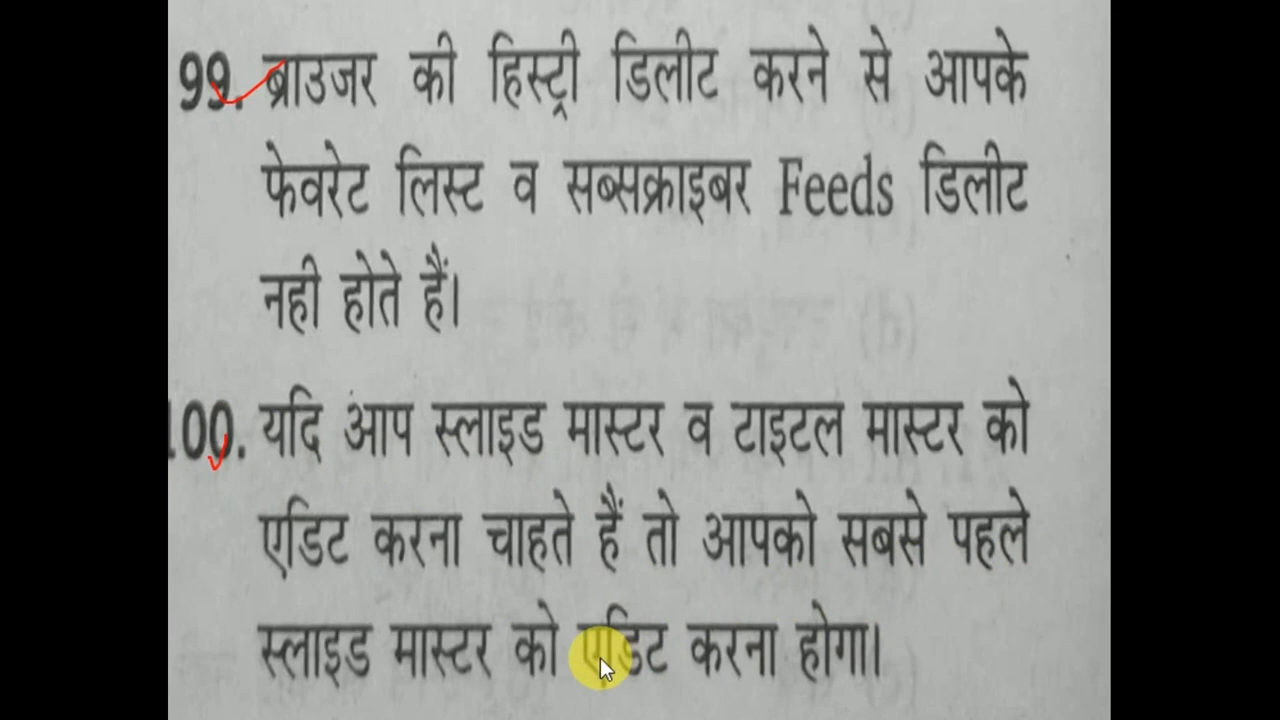 99. ब्राउजर की हिस्ट्री डिलीट करने से आपके
फेवरेट लिस्ट व सब्सक्राइबर Feeds डिलीट
नही होते हैं।
100. यदि आप स्लाइड मास्टर व टाइटल मास्टर को
एडिट करना चाहते हैं तो आपको सबसे पहले
स्लाइड मास्टर को एडिट करना होगा।